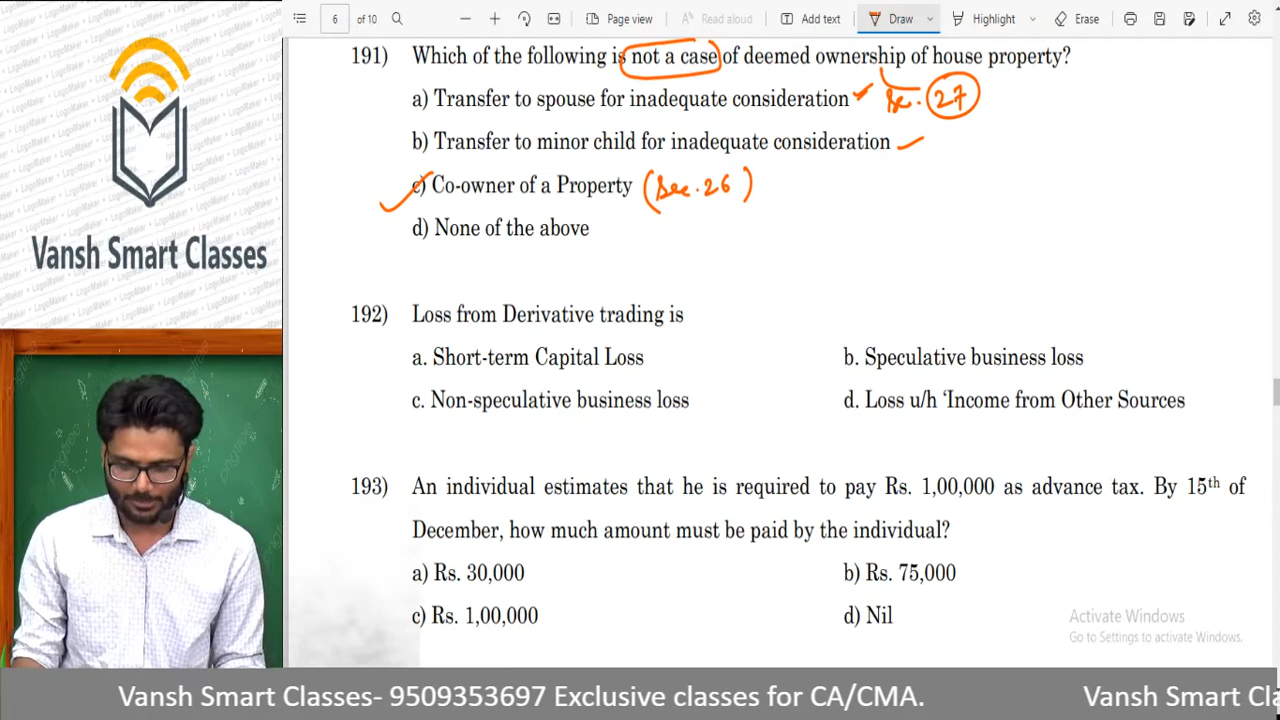 6 of 10 Page view Read aloud Add text Draw Highlight Erase
191) Which of the following is not a case of deemed ownership of house property?
a) Transfer to spouse for inadequate consideration Sec. 27
b) Transfer to minor child for inadequate consideration
c) Co-owner of a Property (Sec. 26)
d) None of the above
Vansh Smart Classes
192) Loss from Derivative trading is
a. Short-term Capital Loss b. Speculative business loss
c. Non-speculative business loss d. Loss u/h ‘Income from Other Sources
193) An individual estimates that he is required to pay Rs. 1,00,000 as advance tax. By 15th of
December, how much amount must be paid by the individual?
a) Rs. 30,000 b) Rs. 75,000
c) Rs. 1,00,000 d) Nil
Activate Windows
Go to Settings to activate Windows.
Vansh Smart Classes- 9509353697 Exclusive classes for CA/CMA. Vansh Smart Cla